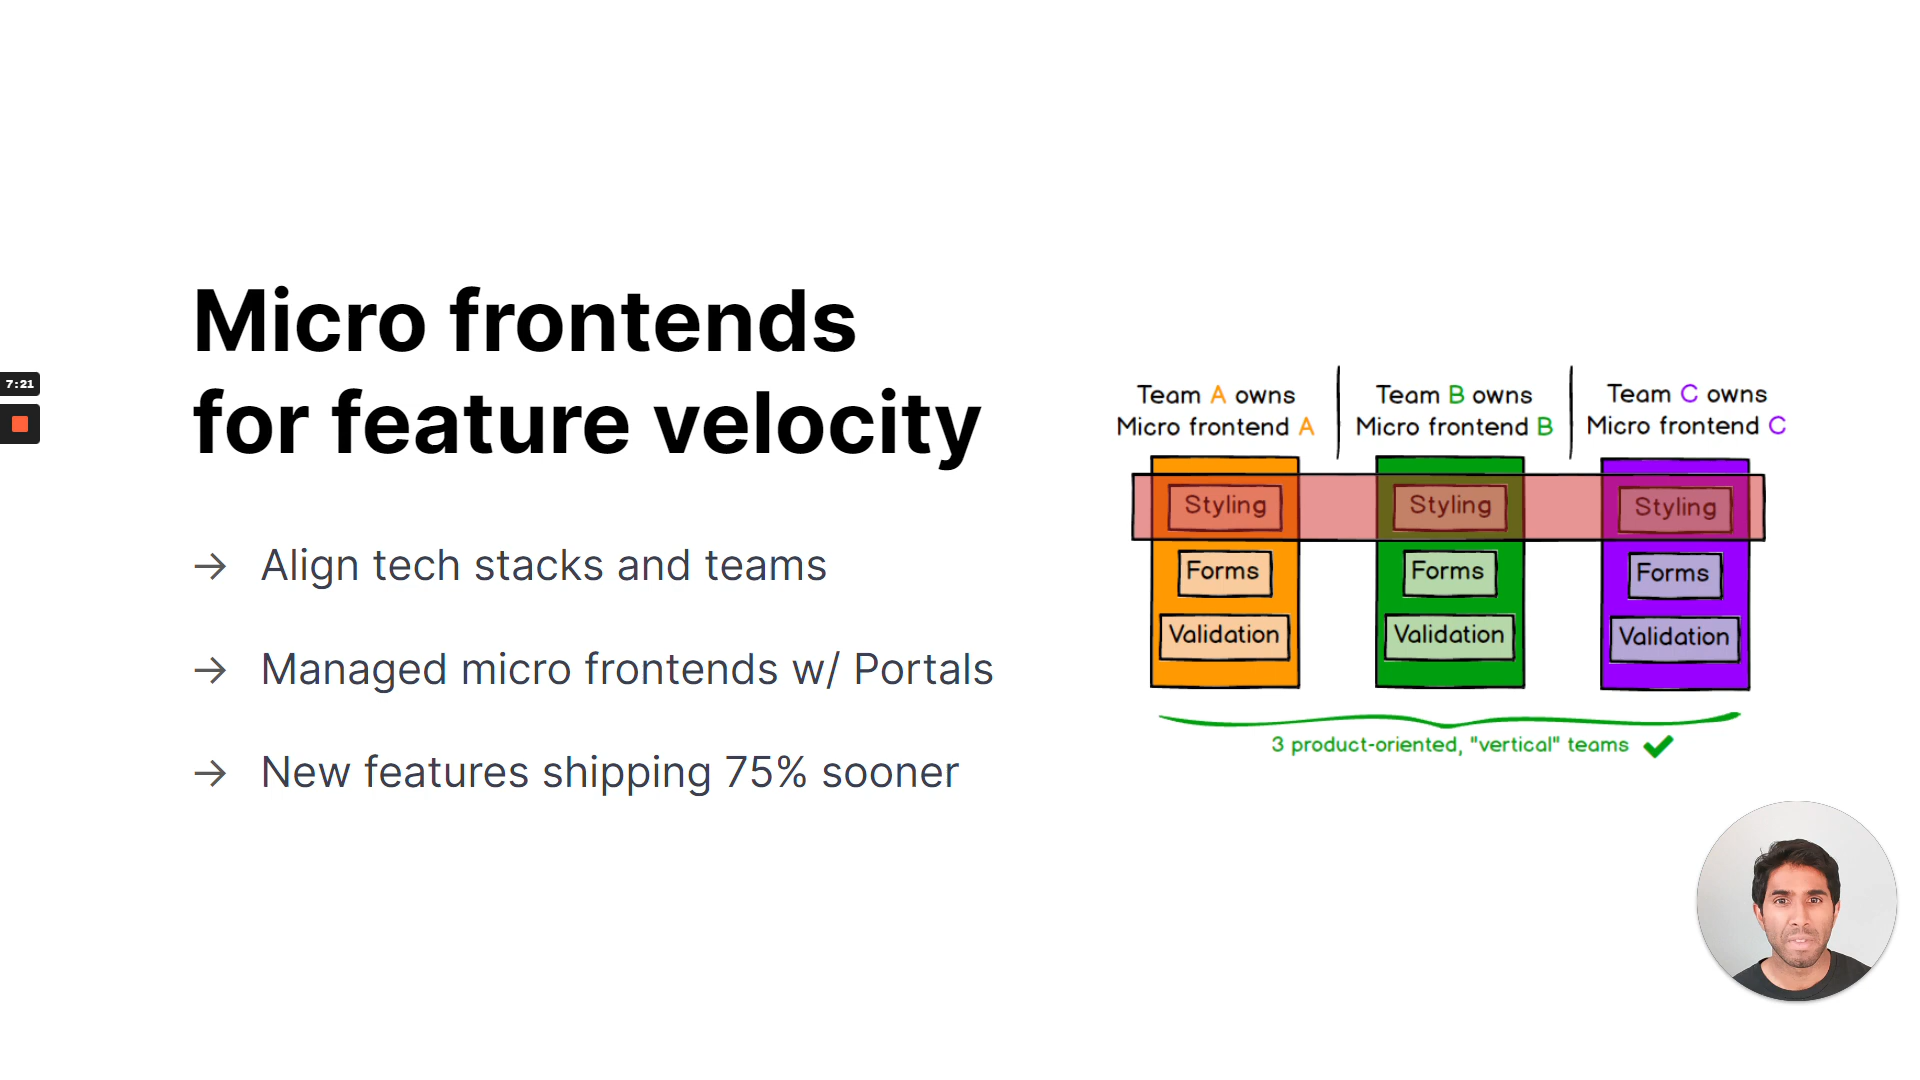 Micro frontends
for feature velocity
7:21
→ Align tech stacks and teams
→ Managed micro frontends w/ Portals
→ New features shipping 75% sooner
Team A owns
Micro frontend A
Team B owns
Micro frontend B
Team C owns
Micro frontend C
Styling
Styling
Styling
Forms
Forms
Forms
Validation
Validation
Validation
3 product-oriented, "vertical" teams